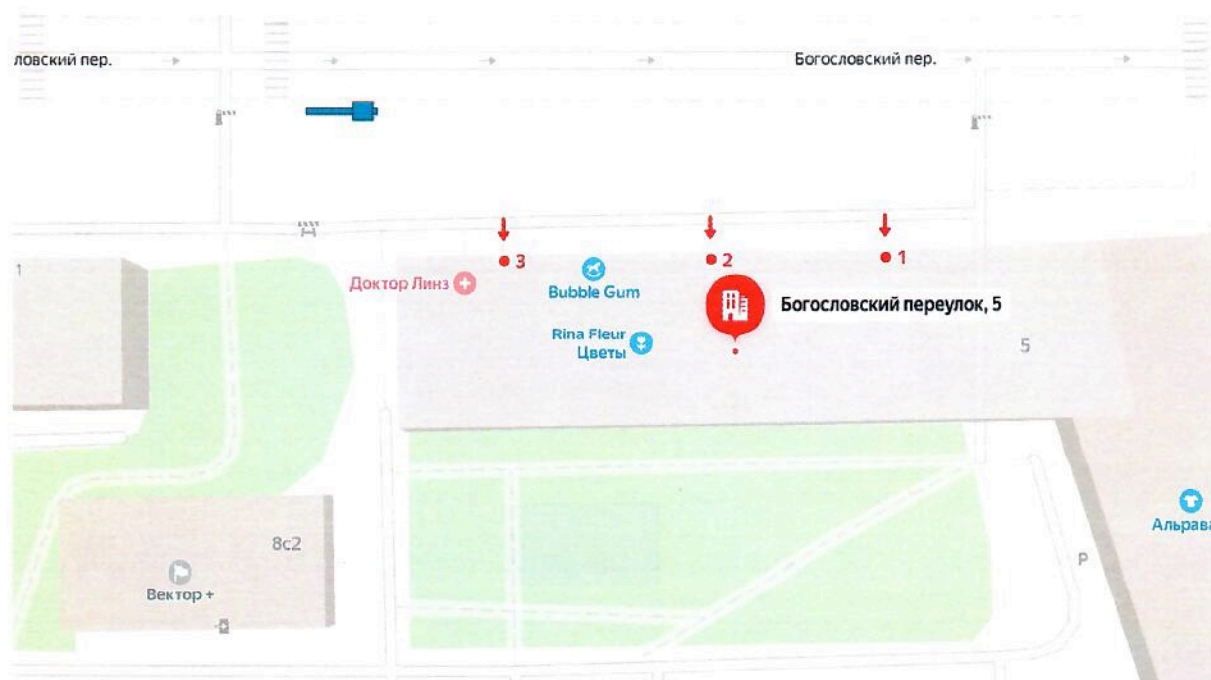 ловский пер.
Богословский пер.
3
2
1
1
Доктор Линз
Bubble Gum
Богословский переулок, 5
Rina Fleur
Цветы
5
8с2
Вектор +
Альрава
P